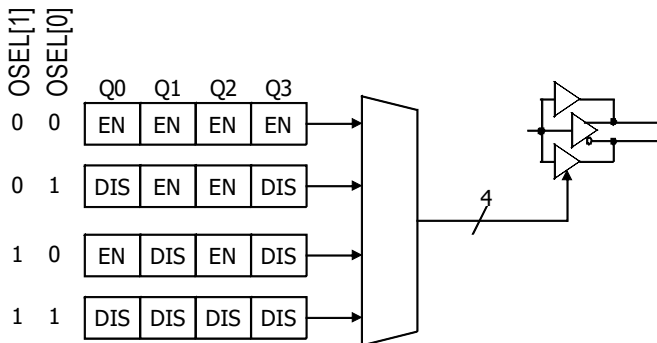 OSEL[1] OSEL[0]
Q0 Q1 Q2 Q3
0 0 EN EN EN EN
0 1 DIS EN EN DIS
4
1 0 EN DIS EN DIS
1 1 DIS DIS DIS DIS